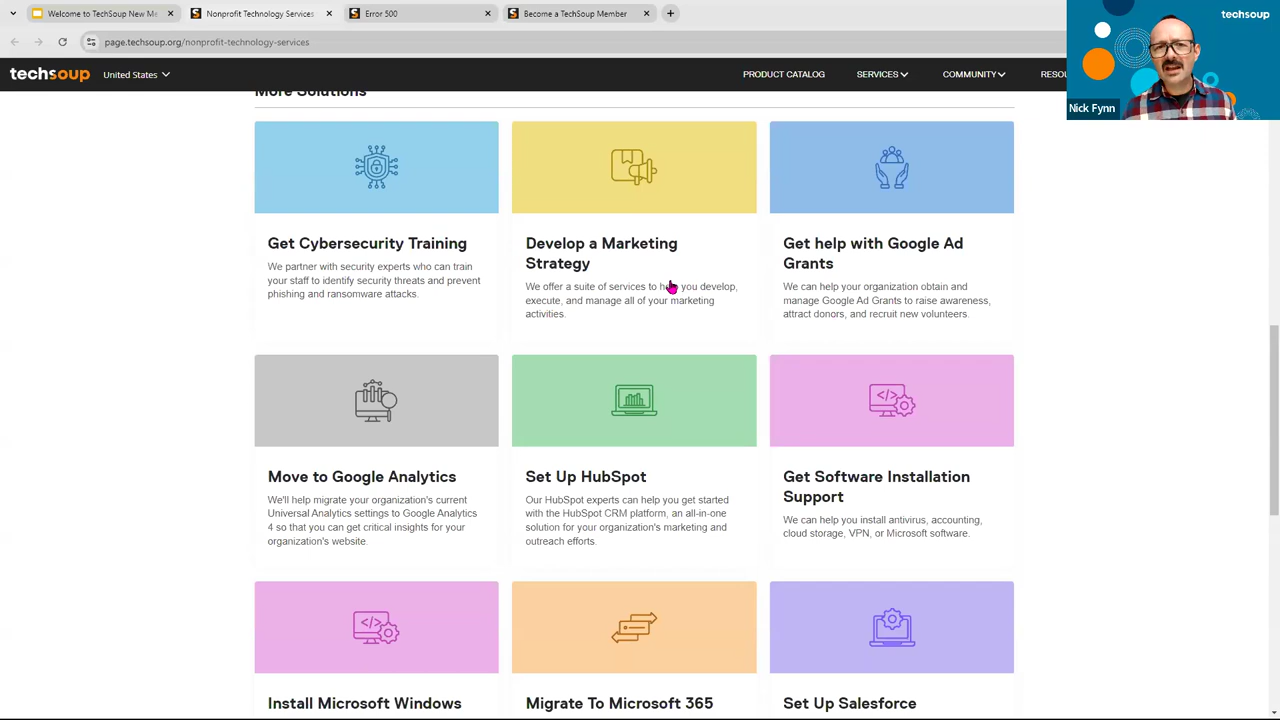 Welcome to TechSoup New Me
Nonprofit Technology Services
Error 500
Become a TechSoup Member
page.techsoup.org/nonprofit-technology-services
techsoup
United States
PRODUCT CATALOG
SERVICES
COMMUNITY
RESOU
techsoup
Nick Fynn
More Solutions
Get Cybersecurity Training
We partner with security experts who can train
your staff to identify security threats and prevent
phishing and ransomware attacks.
Develop a Marketing
Strategy
We offer a suite of services to help you develop,
execute, and manage all of your marketing
activities.
Get help with Google Ad
Grants
We can help your organization obtain and
manage Google Ad Grants to raise awareness,
attract donors, and recruit new volunteers.
Move to Google Analytics
We'll help migrate your organization's current
Universal Analytics settings to Google Analytics
4 so that you can get critical insights for your
organization's website.
Set Up HubSpot
Our HubSpot experts can help you get started
with the HubSpot CRM platform, an all-in-one
solution for your organization's marketing and
outreach efforts.
Get Software Installation
Support
We can help you install antivirus, accounting,
cloud storage, VPN, or Microsoft software.
Install Microsoft Windows
Migrate To Microsoft 365
Set Up Salesforce